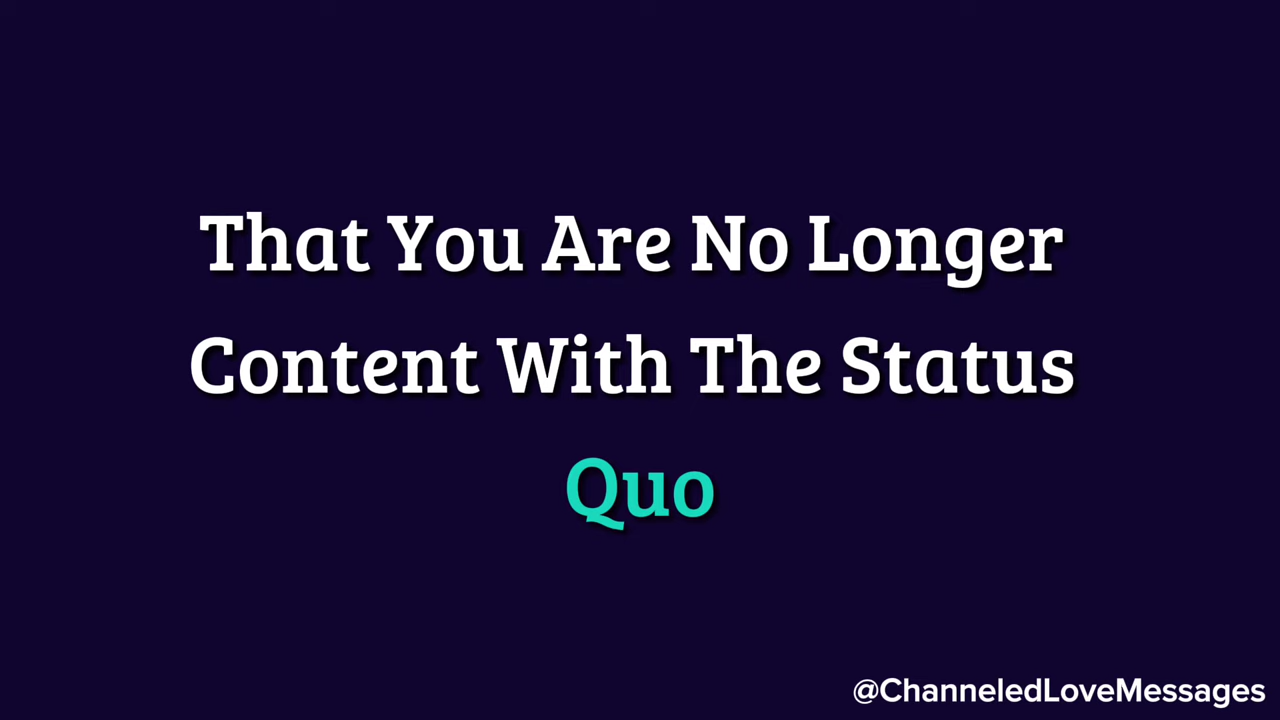 That You Are No Longer
Content With The Status
Quo
@ChanneledLoveMessages